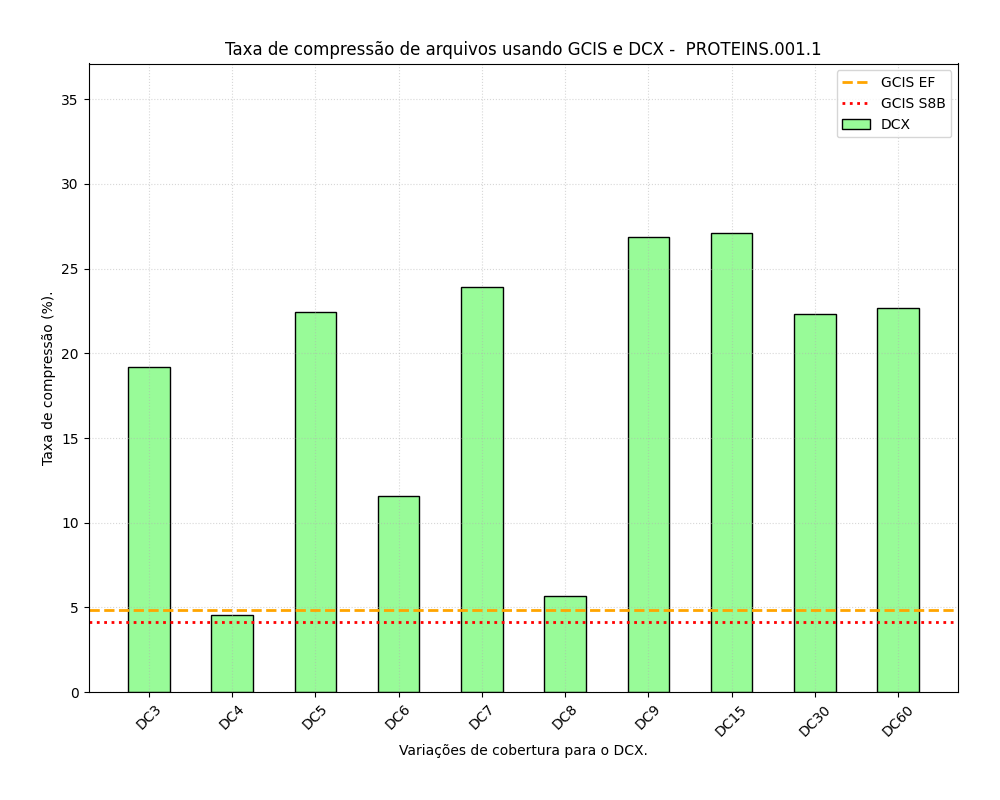 Taxa de compressão de arquivos usando GCIS e DCX -  PROTEINS.001.1
GCIS EF
GCIS S8B
DCX
Taxa de compressão (%).
35
30
25
20
15
10
5
0
DC3
DC4
DC5
DC6
DC7
DC8
DC9
DC15
DC30
DC60
Variações de cobertura para o DCX.